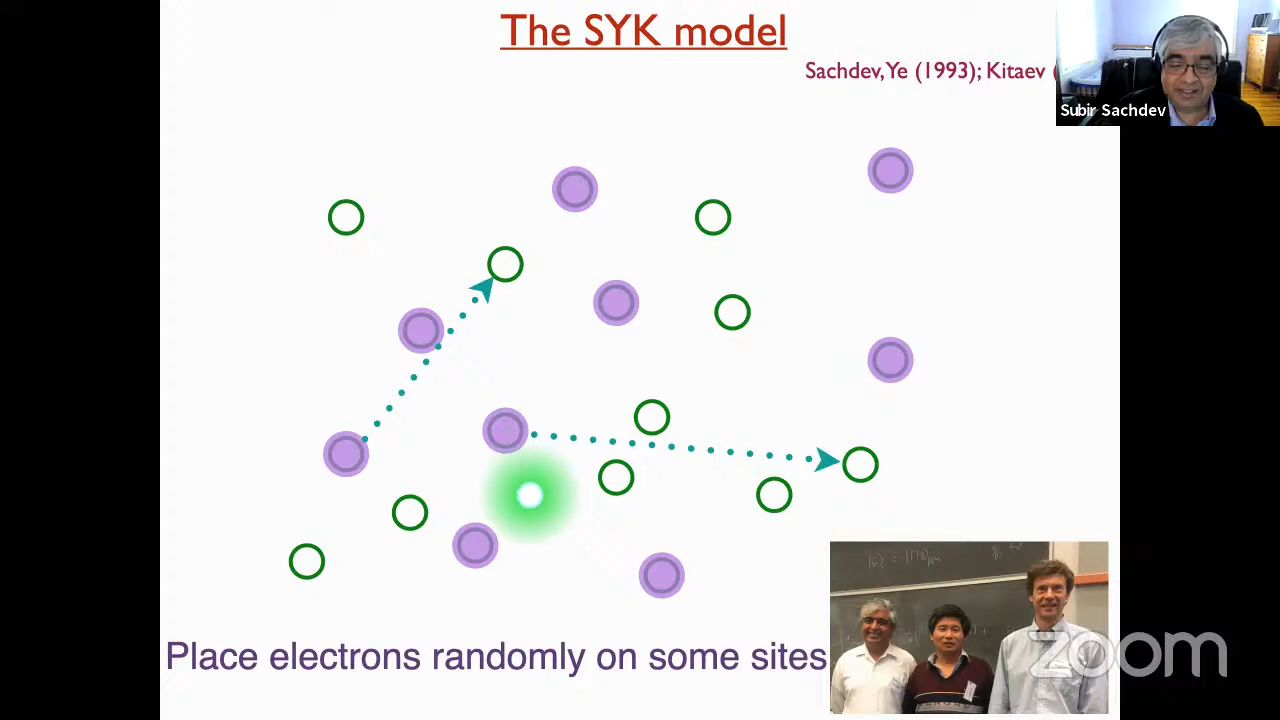 The SYK model
Sachdev, Ye (1993); Kitaev (
Subir Sachdev
Place electrons randomly on some sites
zoom